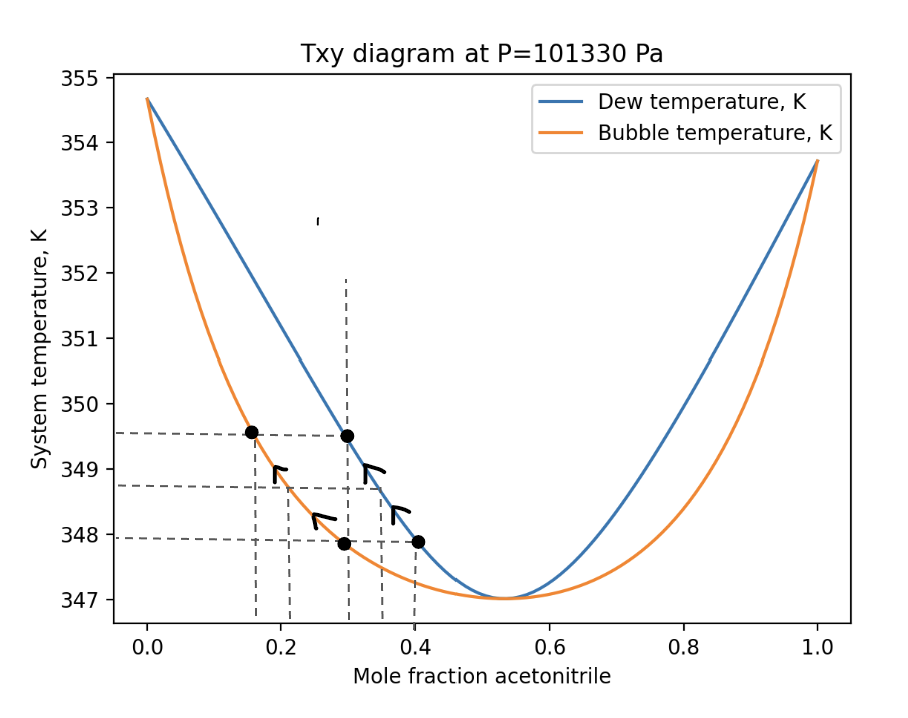 Txy diagram at P=101330 Pa
Dew temperature, K
Bubble temperature, K
System temperature, K
355
354
353
352
351
350
349
348
347
0.0 0.2 0.4 0.6 0.8 1.0
Mole fraction acetonitrile